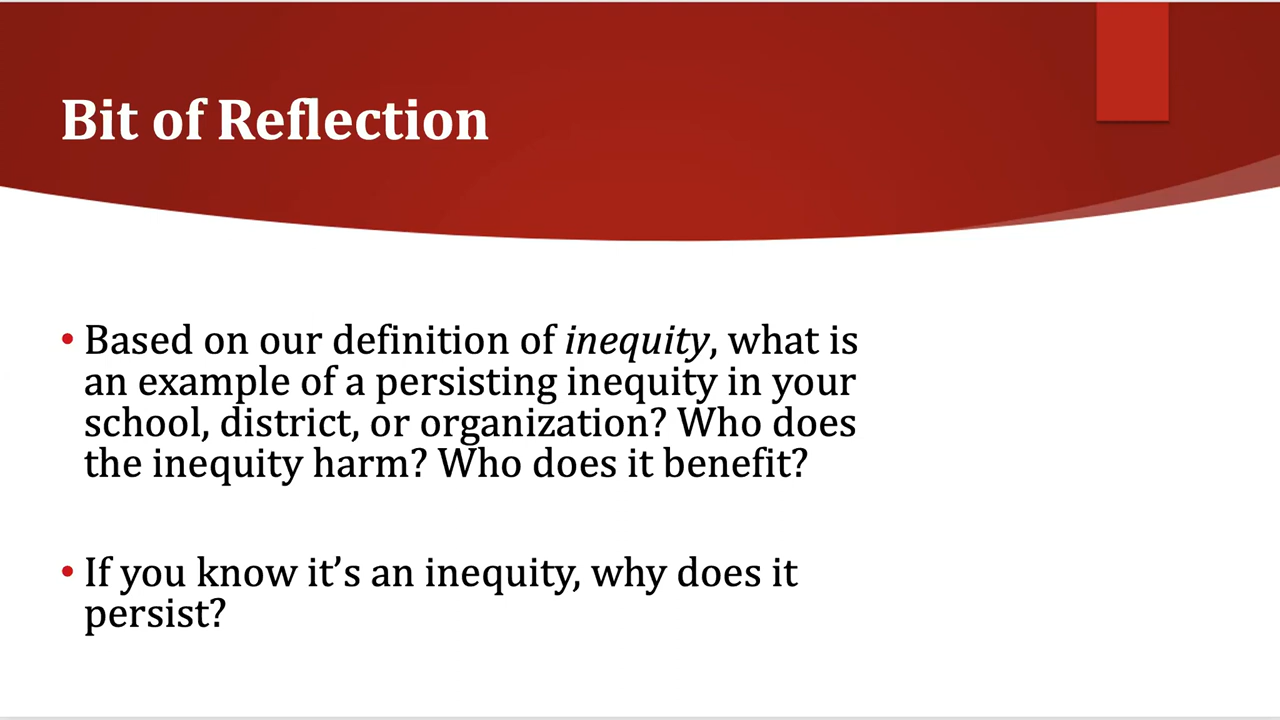 Bit of Reflection
• Based on our definition of inequity, what is
an example of a persisting inequity in your
school, district, or organization? Who does
the inequity harm? Who does it benefit?
• If you know it’s an inequity, why does it
persist?